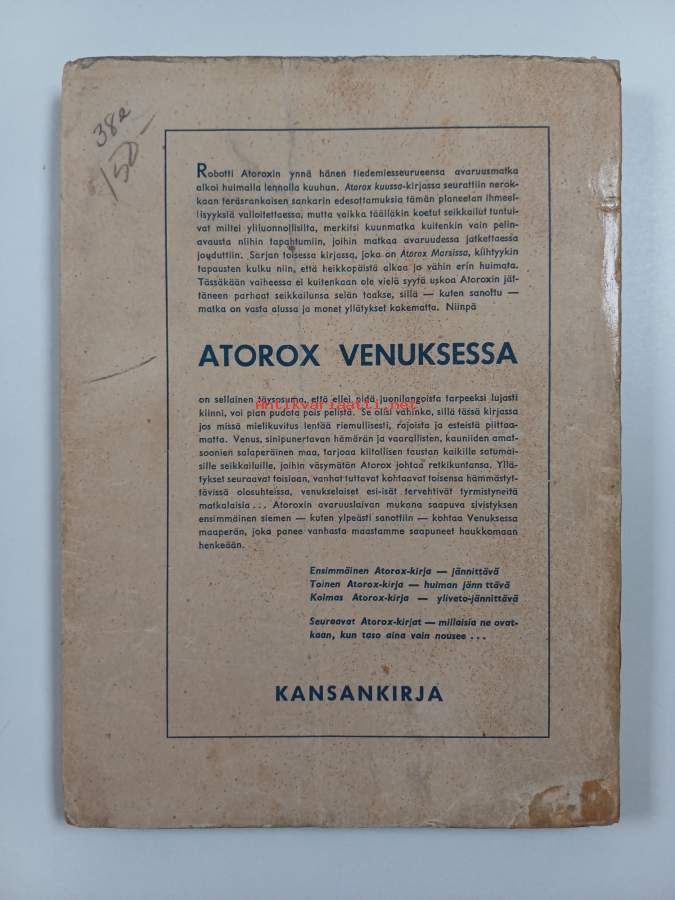 38e
150
Robotti Atoroxin ynnä hänen tiedemiesseurueensa avaruusmatka
alkoi huimalla lennolla kuuhun. Atorox kuussa-kirjassa seurattiin nerok-
kaan teräsrankaisen sankarin edesottamuksia tämän planeetan ihmeel-
lisyyksiä valloitettaessa, mutta vaikka täälläkin koetut seikkailut tuntui-
vat miltei yliluonnollisilta, merkitsi kuunmatka kuitenkin vain pelin-
avausta niihin tapahtumiin, joihin matkaa avaruudessa jatkettaessa
jouduttiin. Sarjan toisessa kirjassa, joka on Atorox Marsissa, kiihtyykin
tapausten kulku niin, että heikkopäistä alkaa jo vähin erin huimata.
Tässäkään vaiheessa ei kuitenkaan ole vielä syytä uskoa Atoroxin jät-
täneen parhaat seikkailunsa selän taakse, sillä — kuten sanottu —
matka on vasta alussa ja monet yllätykset kokematta. Niinpä
ATOROX VENUKSESSA
on sellainen täysosuma, että ellei pidä juonilangoista tarpeeksi lujasti
kiinni, voi pian pudota pois pelistä. Se olisi vahinko, sillä tässä kirjassa
Antikvariaatti.net
jos missä mielikuvitus lentää riemullisesti, rajoista ja esteistä piittaa-
matta. Venus, sinipunertavan hämärän ja vaarallisten, kauniiden amat-
soonien salaperäinen maa, tarjoaa kiitollisen taustan kaikille satumai-
sille seikkailuille, joihin väsymätön Atorox johtaa retkikuntansa. Yllä-
tykset seuraavat toisiaan, vanhat tuttavat kohtaavat toisensa hämmästyt-
tävissä olosuhteissa, venukselaiset esi-isät tervehtivät tyrmistyneitä
matkalaisia ... Atoroxin avaruuslaivan mukana saapuva sivistyksen
ensimmäinen siemen — kuten ylpeästi sanottiin — kohtaa Venuksessa
maaperän, joka panee vanhasta maastamme saapuneet haukkomaan
henkeään.
Ensimmäinen Atorox-kirja — jännittävä
Toinen Atorox-kirja — huiman jänn ttävä
Kolmas Atorox-kirja — yliveto-jännittävä
Seuraavat Atorox-kirjat — millaisia ne ovat-
kaan, kun taso aina vain nousee ...
KANSANKIRJA